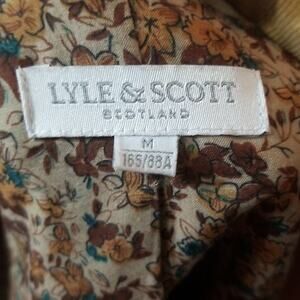 LYLE & SCOTT
SCOTLAND
M
165/88A